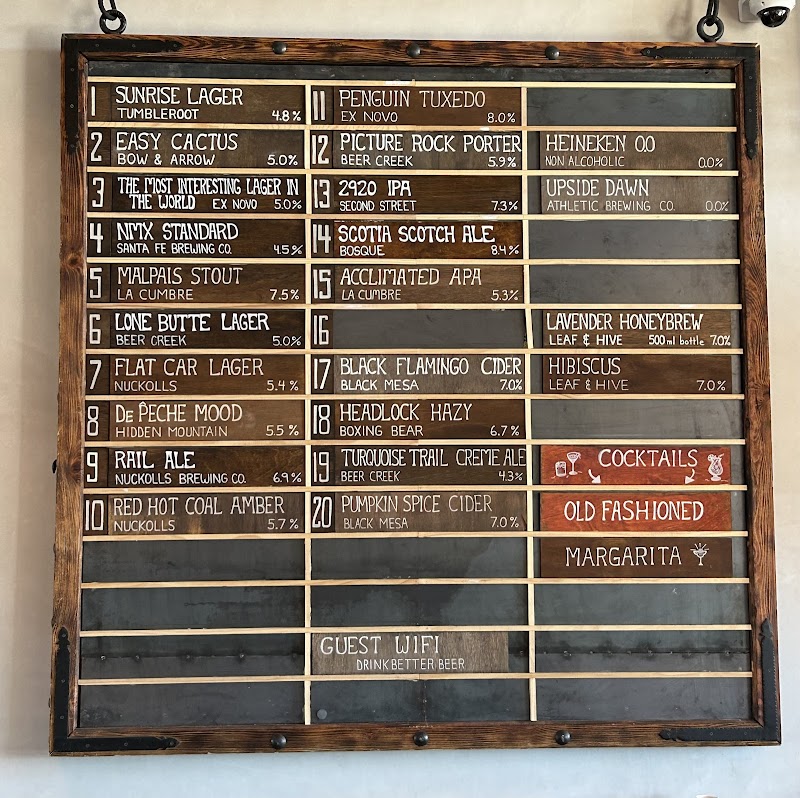 1 SUNRISE LAGER
TUMBLEROOT 4.8%
2 EASY CACTUS
BOW & ARROW 5.0%
3 THE MOST INTERESTING LAGER IN
THE WORLD EX NOVO 5.0%
4 NMX STANDARD
SANTA FE BREWING CO. 4.5%
5 MALPAIS STOUT
LA CUMBRE 7.5%
6 LONE BUTTE LAGER
BEER CREEK 5.0%
7 FLAT CAR LAGER
NUCKOLLS 5.4%
8 DE PÊCHE MOOD
HIDDEN MOUNTAIN 5.5%
9 RAIL ALE
NUCKOLLS BREWING CO. 6.9%
10 RED HOT COAL AMBER
NUCKOLLS 5.7%
11 PENGUIN TUXEDO
EX NOVO 8.0%
12 PICTURE ROCK PORTER
BEER CREEK 5.9%
13 2920 IPA
SECOND STREET 7.3%
14 SCOTIA SCOTCH ALE
BOSQUE 8.4%
15 ACCLIMATED APA
LA CUMBRE 5.3%
16
17 BLACK FLAMINGO CIDER
BLACK MESA 7.0%
18 HEADLOCK HAZY
BOXING BEAR 6.7%
19 TURQUOISE TRAIL CREME ALE
BEER CREEK 4.3%
20 PUMPKIN SPICE CIDER
BLACK MESA 7.0%
GUEST WIFI
DRINKBETTERBEER
HEINEKEN 0.0
NON ALCOHOLIC 0.0%
UPSIDE DAWN
ATHLETIC BREWING CO. 0.0%
LAVENDER HONEYBREW
LEAF & HIVE 500ml bottle 7.0%
HIBISCUS
LEAF & HIVE 7.0%
COCKTAILS
OLD FASHIONED
MARGARITA